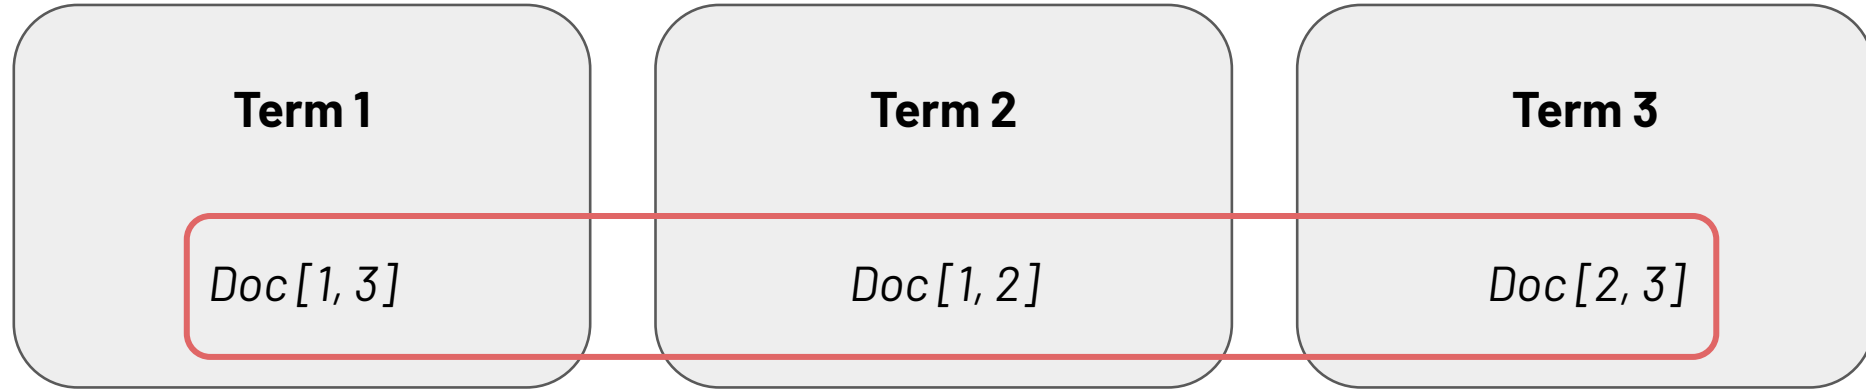 Term 1
Term 2
Term 3
Doc [1, 3]
Doc [1, 2]
Doc [2, 3]